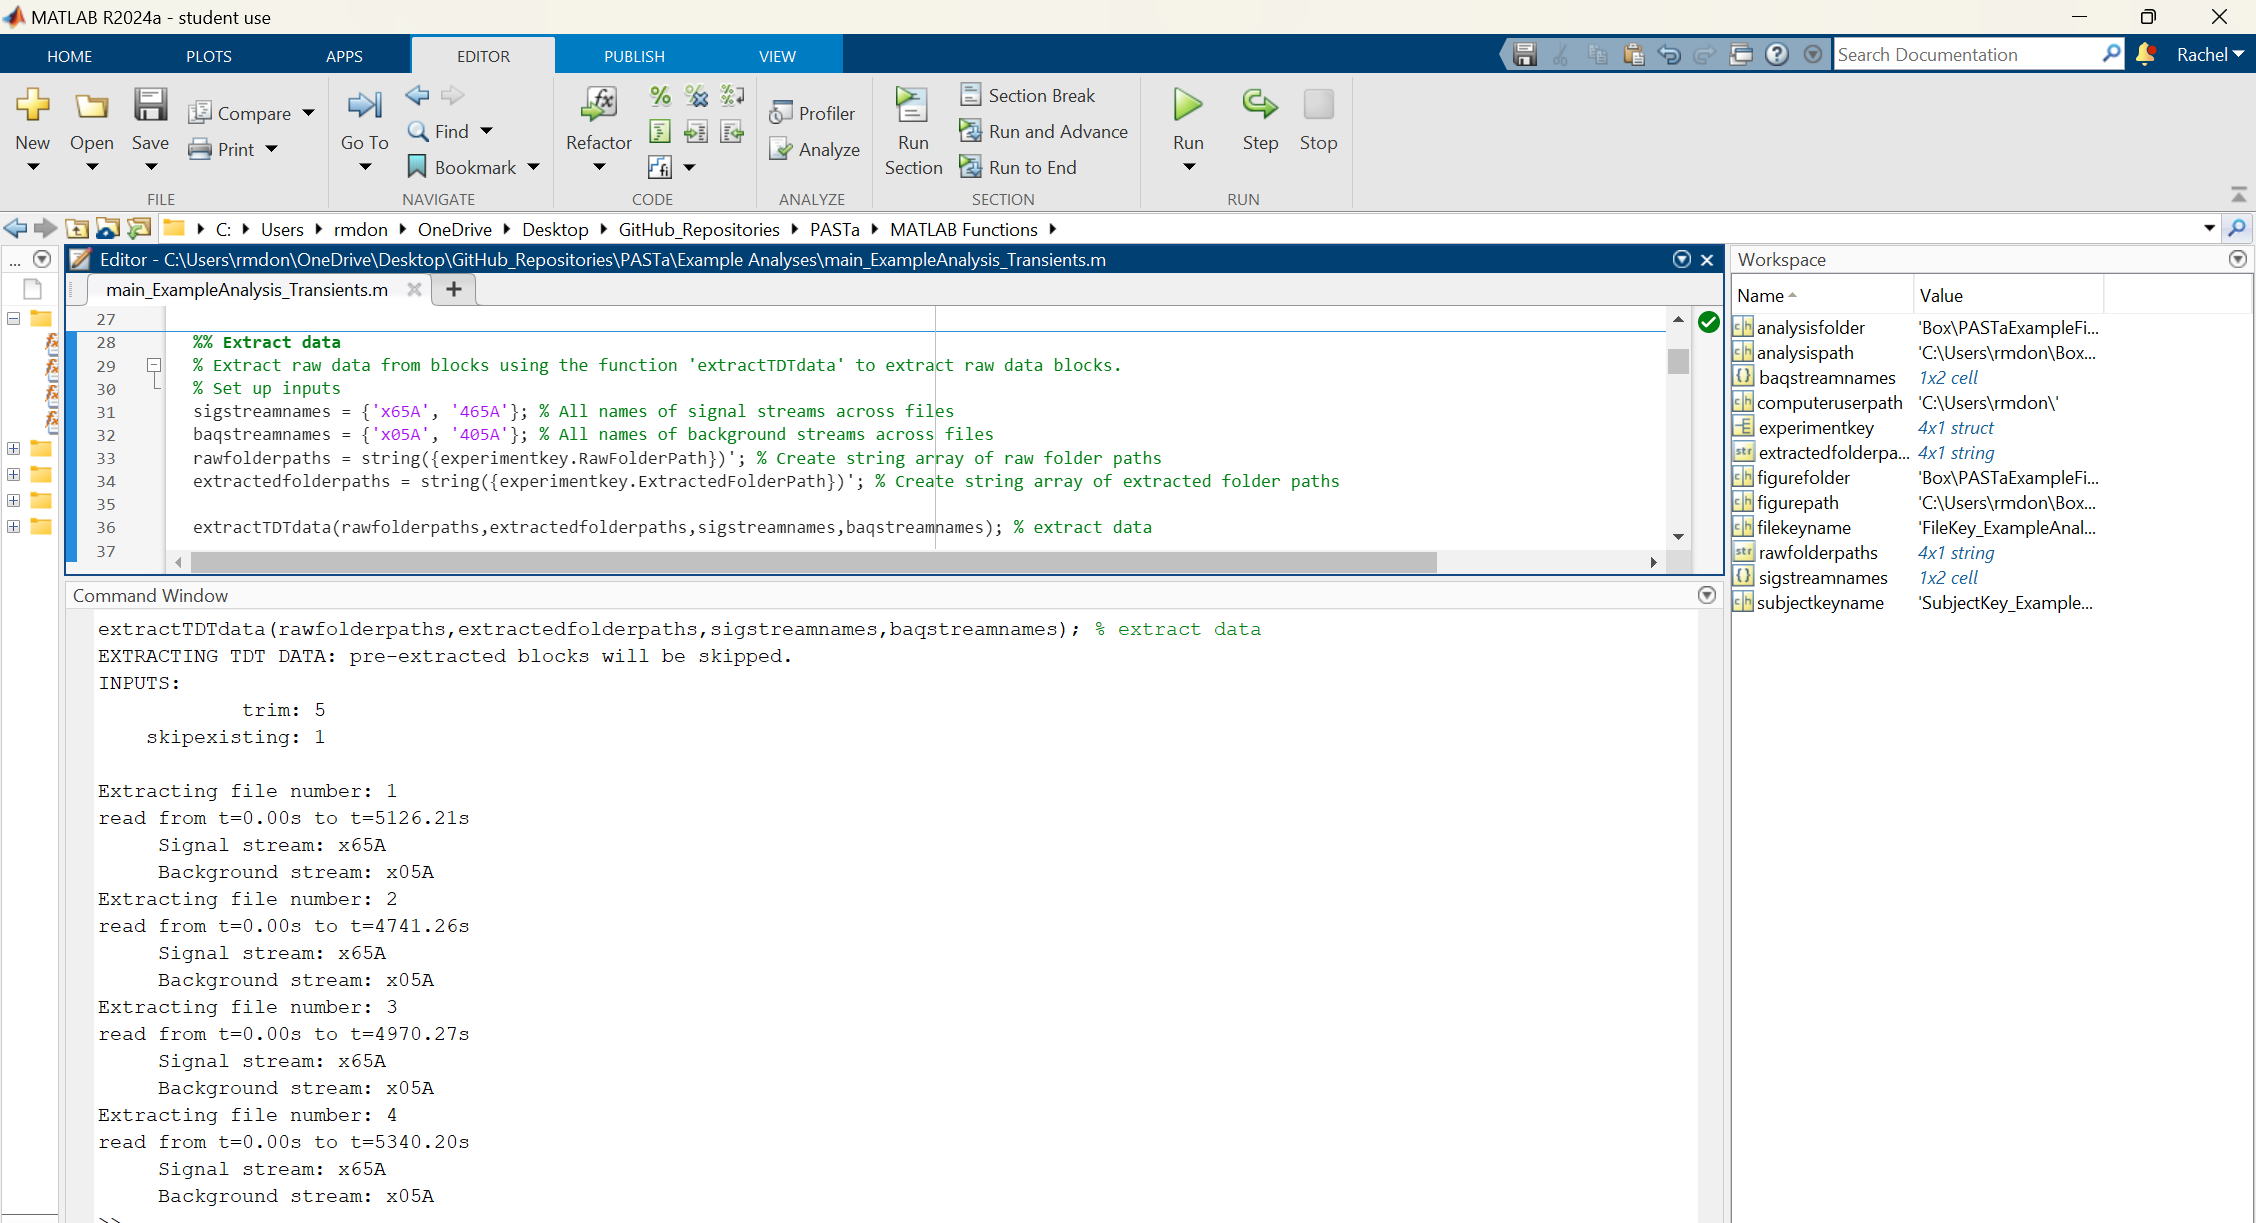 MATLAB R2024a - student use
HOME PLOTS APPS EDITOR PUBLISH VIEW Search Documentation Rachel
New Open Save Compare Print FILE
Go To Find Bookmark NAVIGATE
Refactor CODE
Profiler Analyze ANALYZE
Run Section Section Break Run and Advance Run to End SECTION
Run Step Stop RUN
C: Users rmdon OneDrive Desktop GitHub_Repositories PASTa MATLAB Functions
...
Editor - C:\Users\rmdon\OneDrive\Desktop\GitHub_Repositories\PASTa\Example Analyses\main_ExampleAnalysis_Transients.m
main_ExampleAnalysis_Transients.m
27
28 %% Extract data
29 % Extract raw data from blocks using the function 'extractTDTdata' to extract raw data blocks.
30 % Set up inputs
31 sigstreamnames = {'x65A', '465A'}; % All names of signal streams across files
32 baqstreamnames = {'x05A', '405A'}; % All names of background streams across files
33 rawfolderpaths = string({experimentkey.RawFolderPath})'; % Create string array of raw folder paths
34 extractedfolderpaths = string({experimentkey.ExtractedFolderPath})'; % Create string array of extracted folder paths
35
36 extractTDTdata(rawfolderpaths,extractedfolderpaths,sigstreamnames,baqstreamnames); % extract data
37
Command Window
extractTDTdata(rawfolderpaths,extractedfolderpaths,sigstreamnames,baqstreamnames); % extract data
EXTRACTING TDT DATA: pre-extracted blocks will be skipped.
INPUTS:
trim: 5
skipexisting: 1
Extracting file number: 1
read from t=0.00s to t=5126.21s
Signal stream: x65A
Background stream: x05A
Extracting file number: 2
read from t=0.00s to t=4741.26s
Signal stream: x65A
Background stream: x05A
Extracting file number: 3
read from t=0.00s to t=4970.27s
Signal stream: x65A
Background stream: x05A
Extracting file number: 4
read from t=0.00s to t=5340.20s
Signal stream: x65A
Background stream: x05A
>>
Workspace
Name Value
analysisfolder 'Box\PASTaExampleFi...
analysispath 'C:\Users\rmdon\Box...
baqstreamnames 1x2 cell
computeruserpath 'C:\Users\rmdon\'
experimentkey 4x1 struct
extractedfolderpa... 4x1 string
figurefolder 'Box\PASTaExampleFi...
figurepath 'C:\Users\rmdon\Box...
filekeyname 'FileKey_ExampleAnal...
rawfolderpaths 4x1 string
sigstreamnames 1x2 cell
subjectkeyname 'SubjectKey_Example...